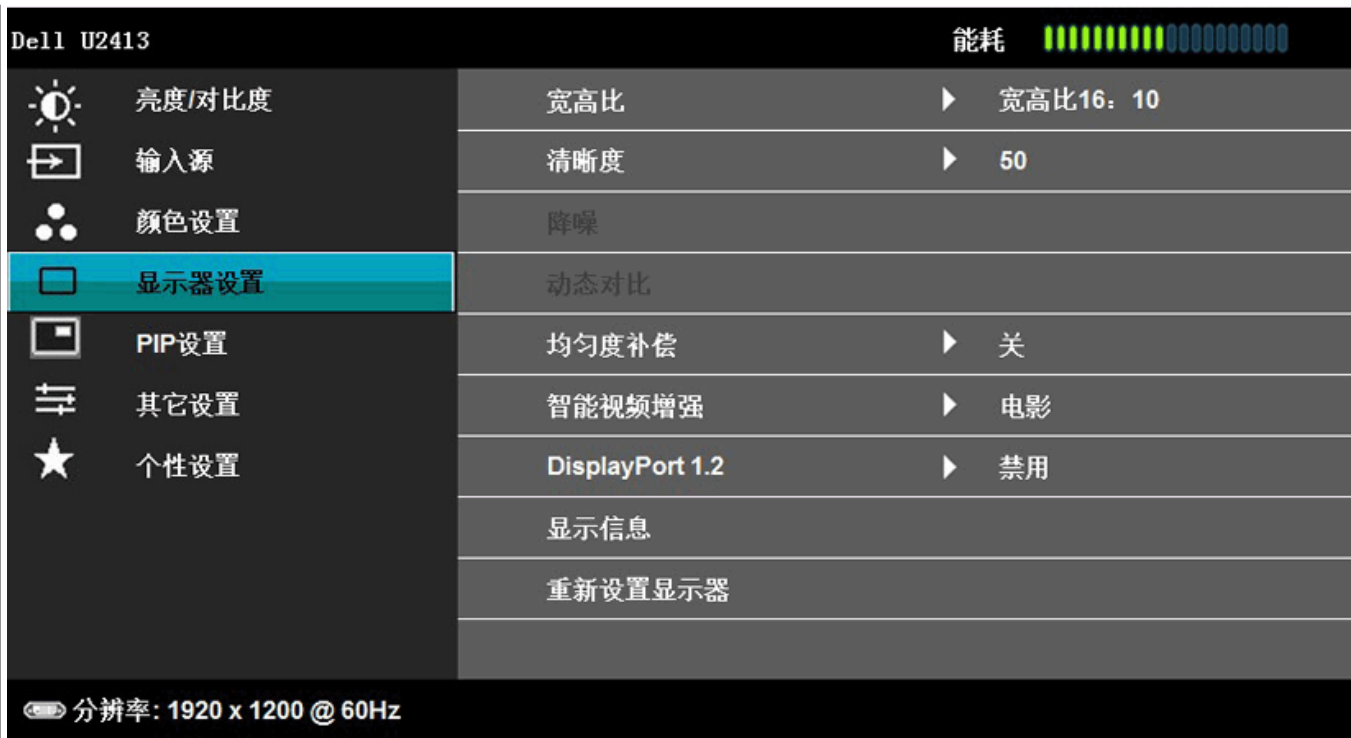 Dell U2413 能耗
亮度/对比度 宽高比 宽高比16：10
输入源 清晰度 50
颜色设置 降噪
显示器设置 动态对比
PIP设置 均匀度补偿 关
其它设置 智能视频增强 电影
个性设置 DisplayPort 1.2 禁用
显示信息
重新设置显示器
分辨率: 1920 x 1200 @ 60Hz